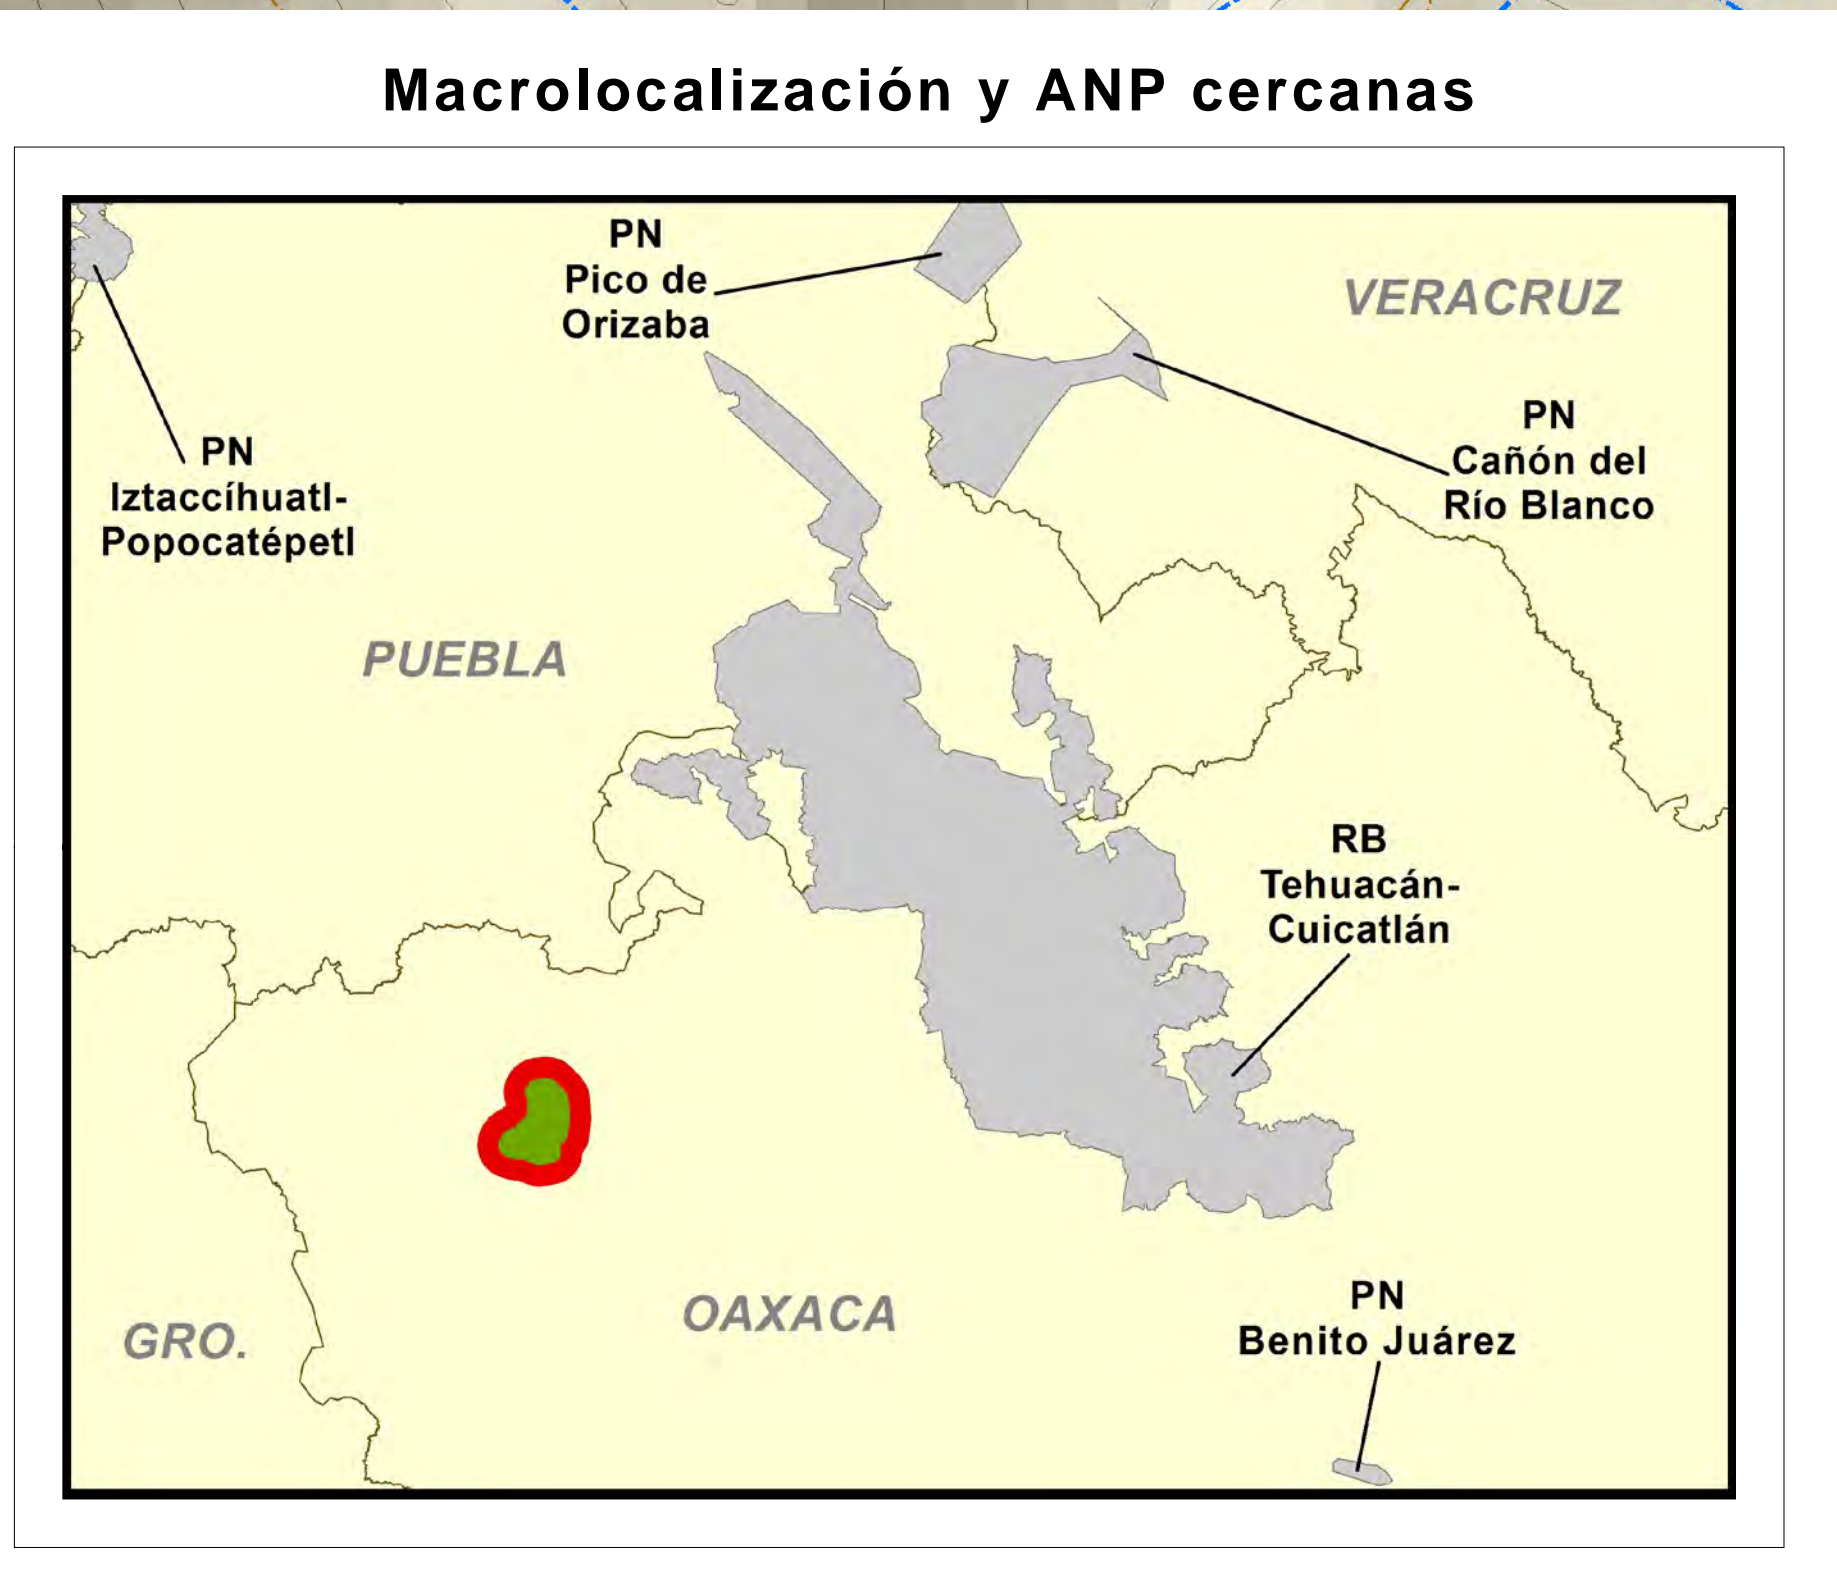 Macrolocalización y ANP cercanas
PN
Pico de
Orizaba
VERACRUZ
PN
Cañón del
Río Blanco
PN
Iztaccíhuatl-
Popocatépetl
PUEBLA
RB
Tehuacán-
Cuicatlán
OAXACA
GRO.
PN
Benito Juárez